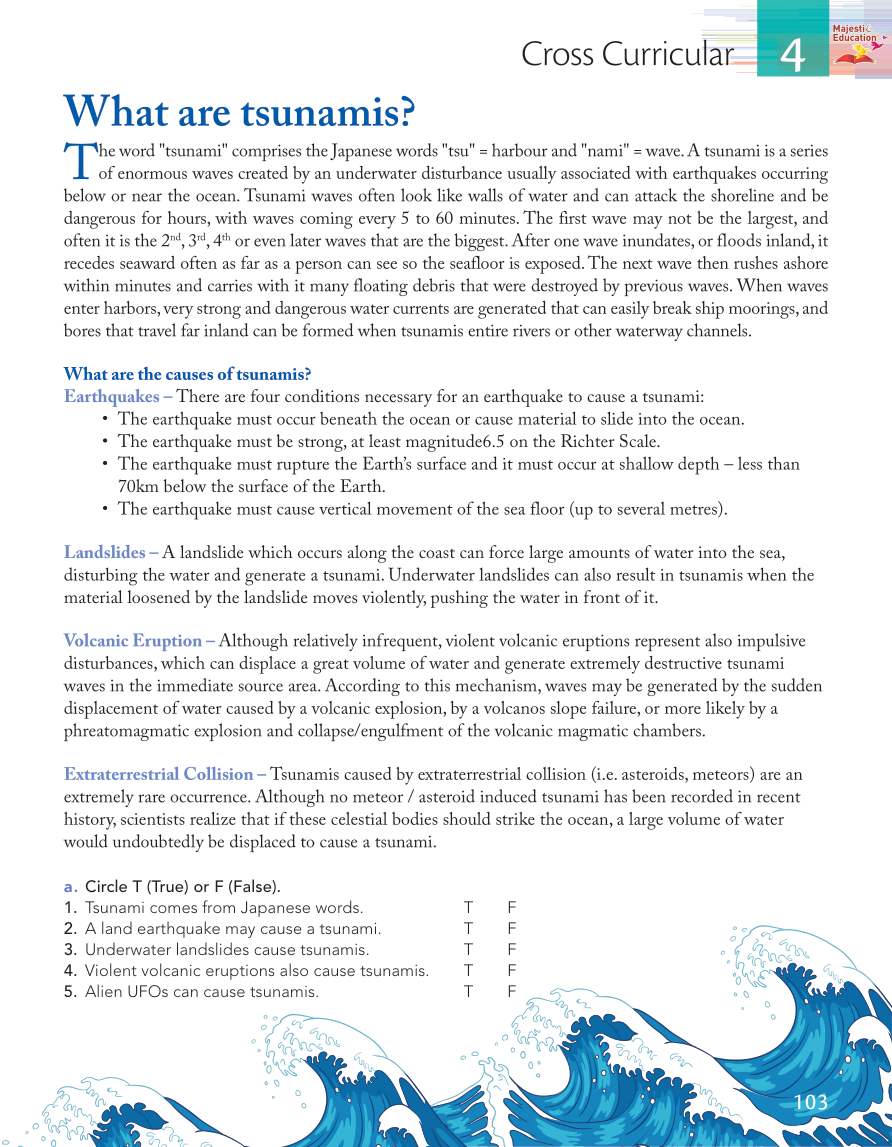 Cross Curricular
4
Majestic
Education
What are tsunamis?
The word "tsunami" comprises the Japanese words "tsu" = harbour and "nami" = wave. A tsunami is a series
of enormous waves created by an underwater disturbance usually associated with earthquakes occurring
below or near the ocean. Tsunami waves often look like walls of water and can attack the shoreline and be
dangerous for hours, with waves coming every 5 to 60 minutes. The first wave may not be the largest, and
often it is the 2nd, 3rd, 4th or even later waves that are the biggest. After one wave inundates, or floods inland, it
recedes seaward often as far as a person can see so the seafloor is exposed. The next wave then rushes ashore
within minutes and carries with it many floating debris that were destroyed by previous waves. When waves
enter harbors, very strong and dangerous water currents are generated that can easily break ship moorings, and
bores that travel far inland can be formed when tsunamis entire rivers or other waterway channels.
What are the causes of tsunamis?
Earthquakes – There are four conditions necessary for an earthquake to cause a tsunami:
• The earthquake must occur beneath the ocean or cause material to slide into the ocean.
• The earthquake must be strong, at least magnitude6.5 on the Richter Scale.
• The earthquake must rupture the Earth's surface and it must occur at shallow depth – less than
70km below the surface of the Earth.
• The earthquake must cause vertical movement of the sea floor (up to several metres).
Landslides – A landslide which occurs along the coast can force large amounts of water into the sea,
disturbing the water and generate a tsunami. Underwater landslides can also result in tsunamis when the
material loosened by the landslide moves violently, pushing the water in front of it.
Volcanic Eruption – Although relatively infrequent, violent volcanic eruptions represent also impulsive
disturbances, which can displace a great volume of water and generate extremely destructive tsunami
waves in the immediate source area. According to this mechanism, waves may be generated by the sudden
displacement of water caused by a volcanic explosion, by a volcanos slope failure, or more likely by a
phreatomagmatic explosion and collapse/engulfment of the volcanic magmatic chambers.
Extraterrestrial Collision – Tsunamis caused by extraterrestrial collision (i.e. asteroids, meteors) are an
extremely rare occurrence. Although no meteor / asteroid induced tsunami has been recorded in recent
history, scientists realize that if these celestial bodies should strike the ocean, a large volume of water
would undoubtedly be displaced to cause a tsunami.
a. Circle T (True) or F (False).
1. Tsunami comes from Japanese words. T F
2. A land earthquake may cause a tsunami. T F
3. Underwater landslides cause tsunamis. T F
4. Violent volcanic eruptions also cause tsunamis. T F
5. Alien UFOs can cause tsunamis. T F
103